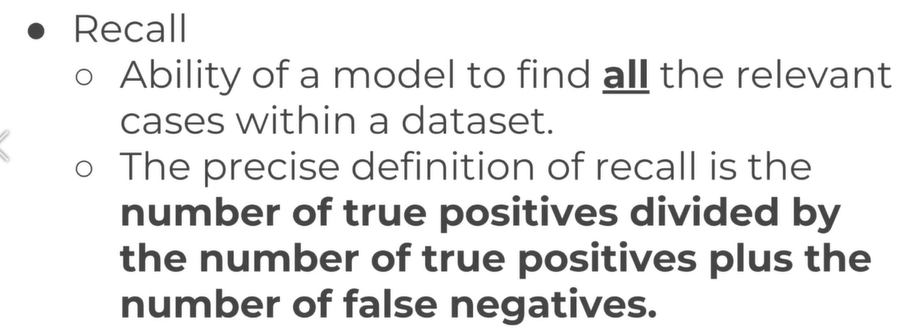 ● Recall
○ Ability of a model to find all the relevant
cases within a dataset.
○ The precise definition of recall is the
number of true positives divided by
the number of true positives plus the
number of false negatives.